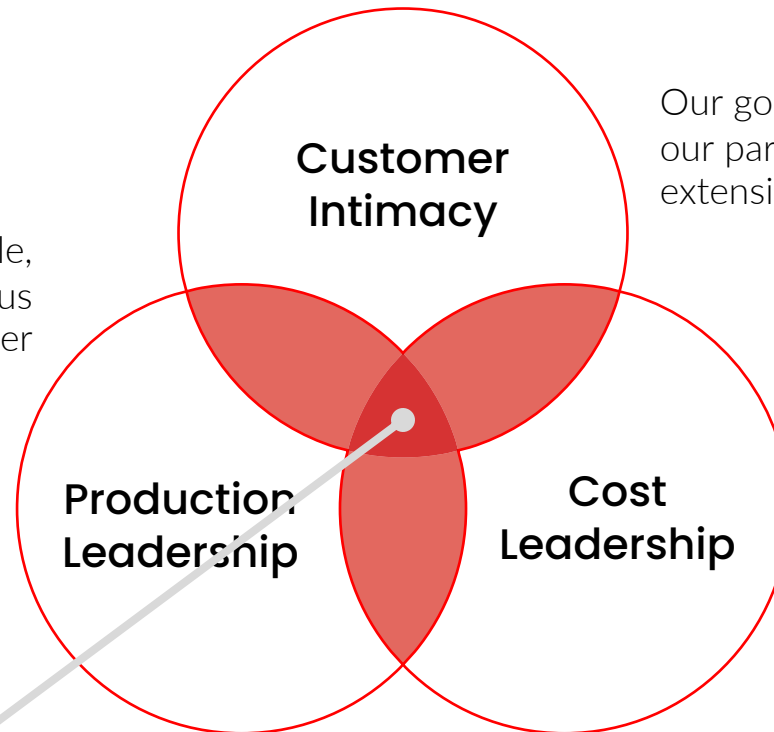 Customer
Intimacy
Our go
our par
extensi
le,
us
er
Production
Leadership
Cost
Leadership